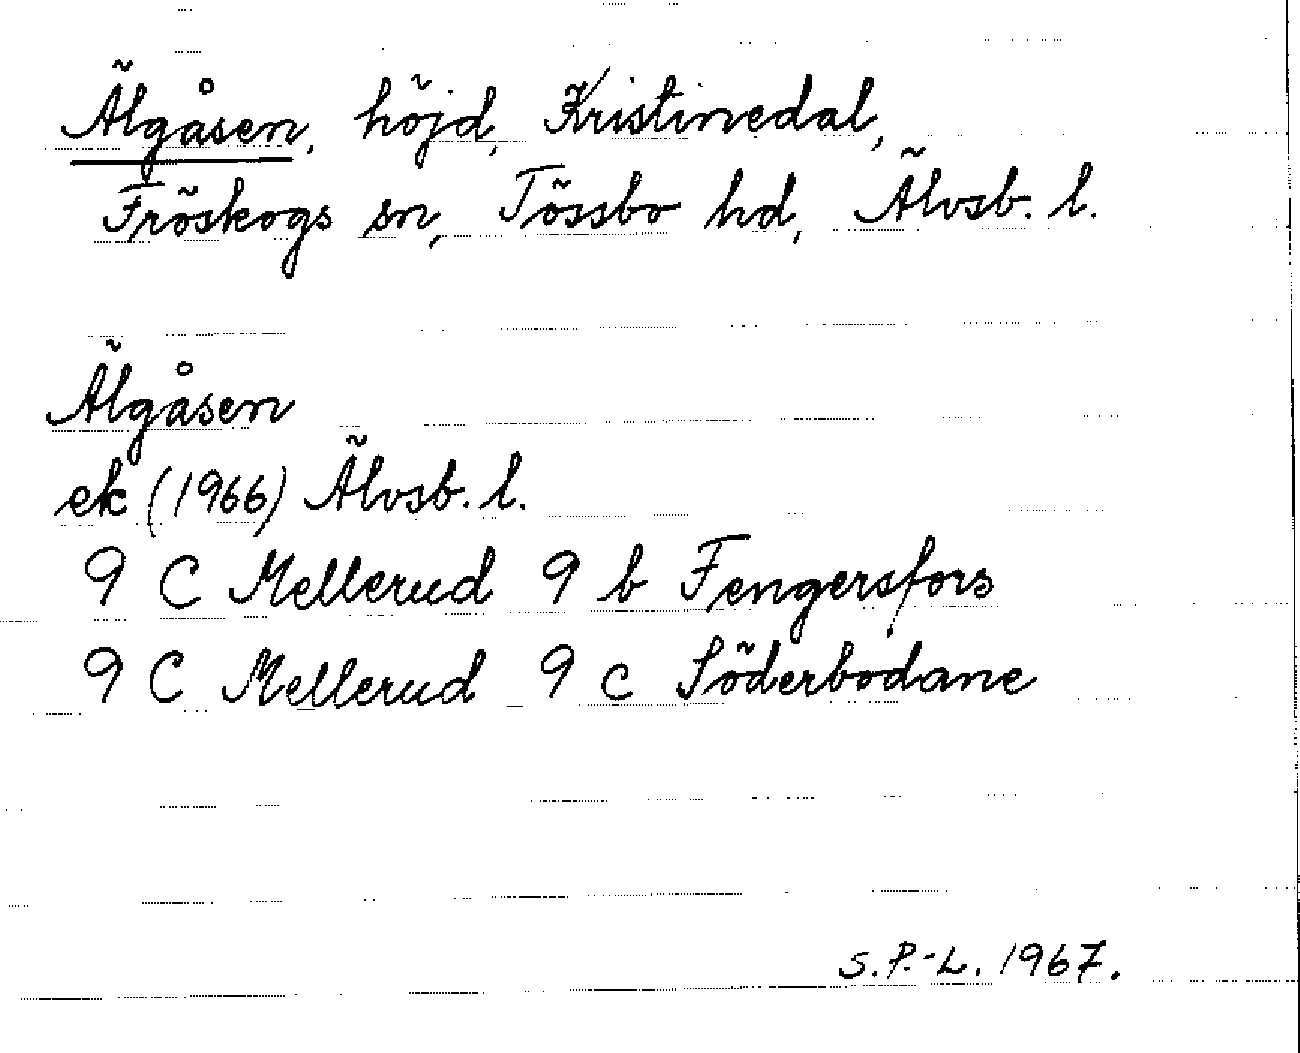 Älgåsen, höjd, Kristinedal,
Fröskogs sn, Tössbo hd, Älvsb. l.
Älgåsen
ek (1966) Älvsb. l.
9 C Mellerud 9 b Fengersfors
9 C Mellerud 9 c Söderbodane
S.P.-L. 1967.